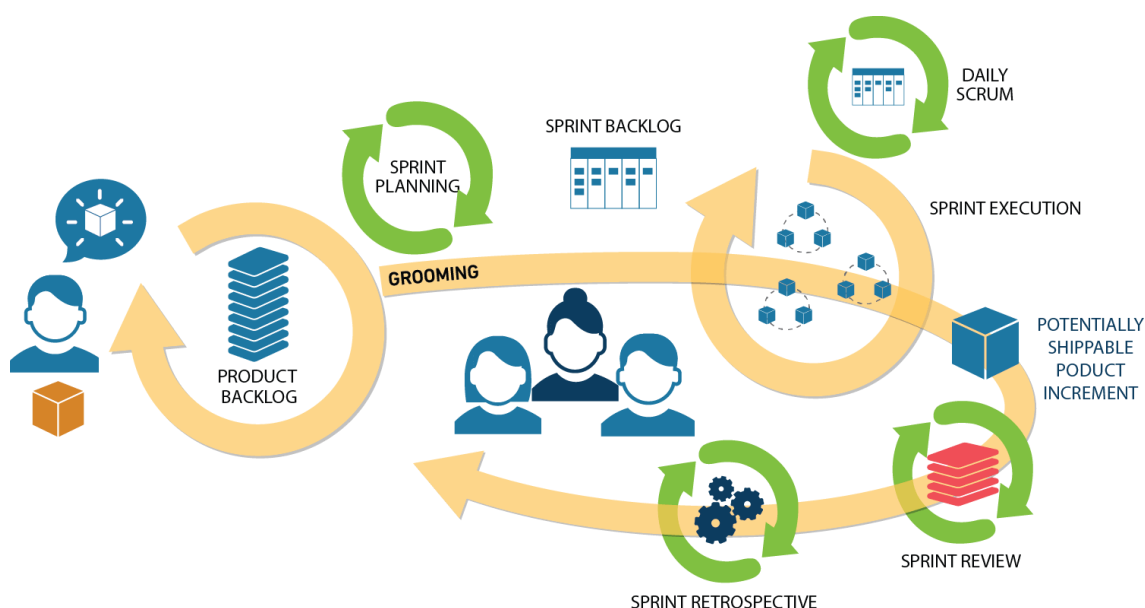 DAILY
SCRUM
SPRINT BACKLOG
SPRINT
PLANNING
SPRINT EXECUTION
GROOMING
PRODUCT
BACKLOG
POTENTIALLY
SHIPPABLE
PODUCT
INCREMENT
SPRINT REVIEW
SPRINT RETROSPECTIVE